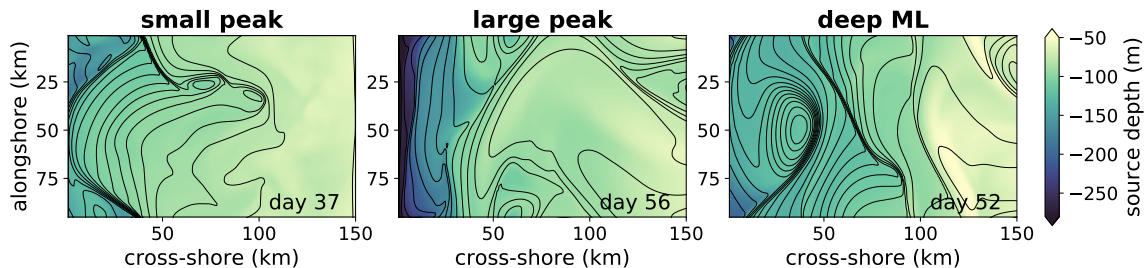 small peak
large peak
deep ML
alongshore (km)
25
50
75
25
50
75
25
50
75
day 37
day 56
day 52
50
100
150
50
100
150
50
100
150
cross-shore (km)
cross-shore (km)
cross-shore (km)
−50
−100
−150
−200
−250
source depth (m)